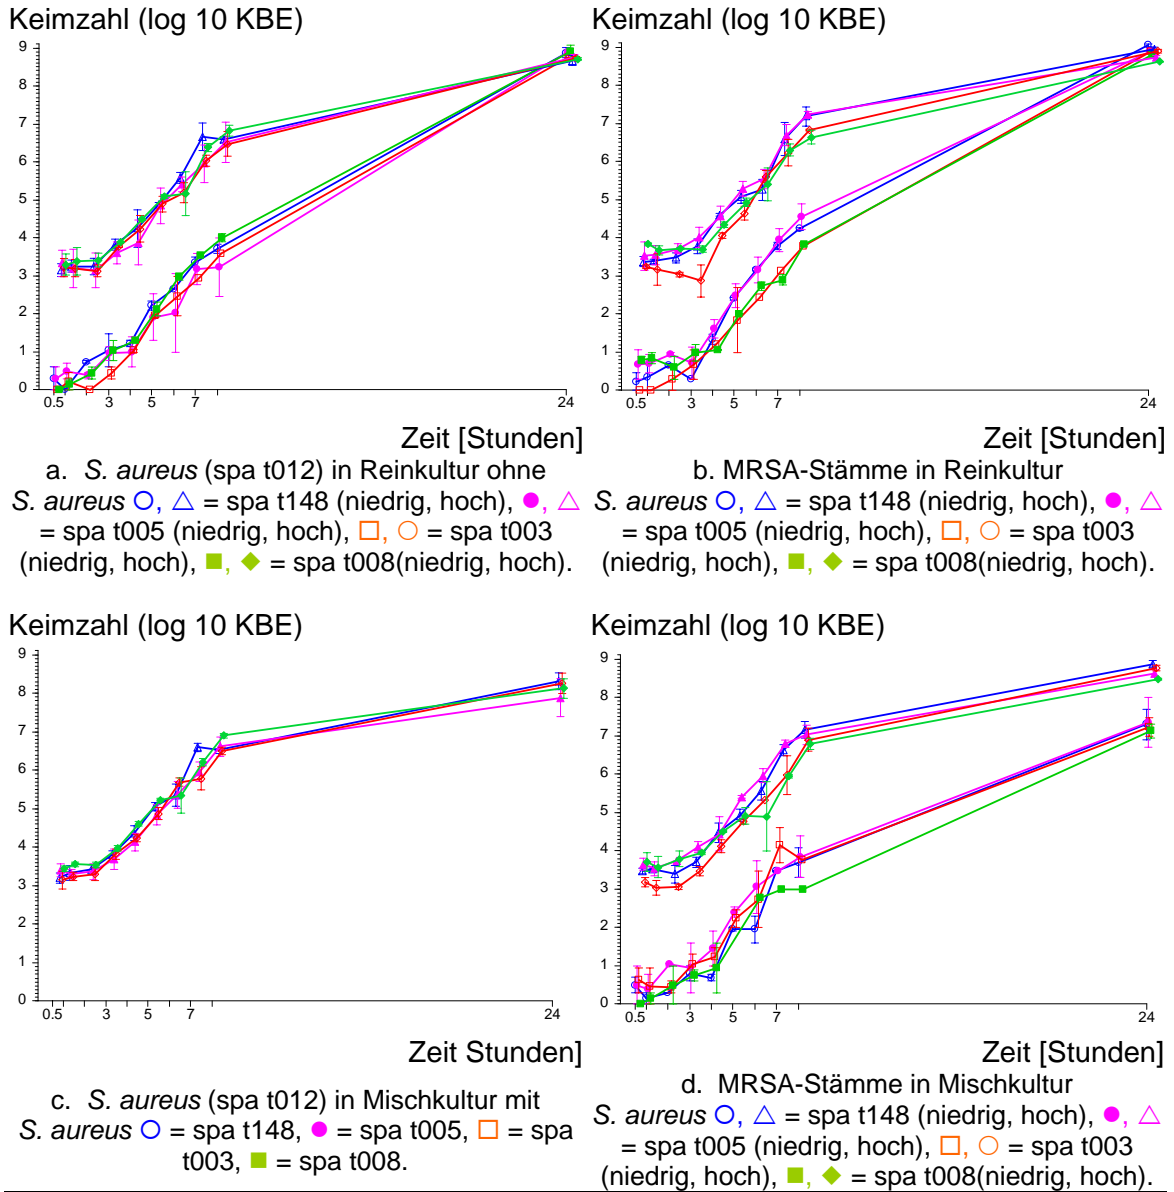 Keimzahl (log 10 KBE)
9
8
7
6
5
4
3
2
1
0
0.5 3 5 7 24
Zeit [Stunden]
a. S. aureus (spa t012) in Reinkultur ohne
S. aureus ○, △ = spa t148 (niedrig, hoch), ●, △
= spa t005 (niedrig, hoch), □, ○ = spa t003
(niedrig, hoch), ■, ◆ = spa t008(niedrig, hoch).
Keimzahl (log 10 KBE)
9
8
7
6
5
4
3
2
1
0
0.5 3 5 7 24
Zeit [Stunden]
b. MRSA-Stämme in Reinkultur
S. aureus ○, △ = spa t148 (niedrig, hoch), ●, △
= spa t005 (niedrig, hoch), □, ○ = spa t003
(niedrig, hoch), ■, ◆ = spa t008(niedrig, hoch).
Keimzahl (log 10 KBE)
9
8
7
6
5
4
3
2
1
0
0.5 3 5 7 24
Zeit Stunden]
c. S. aureus (spa t012) in Mischkultur mit
S. aureus ○ = spa t148, ● = spa t005, □ = spa
t003, ■ = spa t008.
Keimzahl (log 10 KBE)
9
8
7
6
5
4
3
2
1
0
0.5 3 5 7 24
Zeit [Stunden]
d. MRSA-Stämme in Mischkultur
S. aureus ○, △ = spa t148 (niedrig, hoch), ●, △
= spa t005 (niedrig, hoch), □, ○ = spa t003
(niedrig, hoch), ■, ◆ = spa t008(niedrig, hoch).